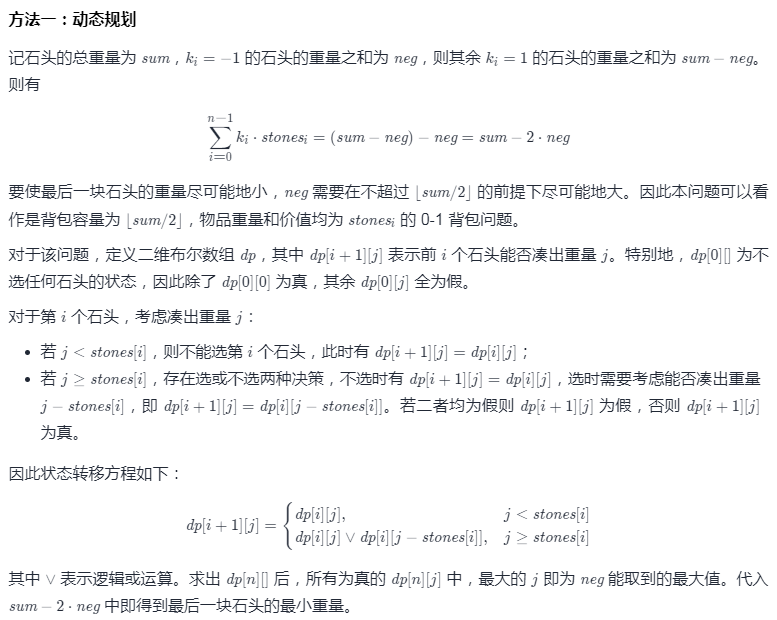 方法一：动态规划
记石头的总重量为 sum，k_i = −1 的石头的重量之和为 neg，则其余 k_i = 1 的石头的重量之和为 sum − neg。
则有
\sum_{i=0}^{n-1} k_i · stones_i = (sum − neg) − neg = sum − 2 · neg
要使最后一块石头的重量尽可能地小，neg 需要在不超过 ⌊sum/2⌋ 的前提下尽可能地大。因此本问题可以看
作是背包容量为 ⌊sum/2⌋，物品重量和价值均为 stones_i 的 0-1 背包问题。
对于该问题，定义二维布尔数组 dp，其中 dp[i + 1][j] 表示前 i 个石头能否凑出重量 j。特别地，dp[0][] 为不
选任何石头的状态，因此除了 dp[0][0] 为真，其余 dp[0][j] 全为假。
对于第 i 个石头，考虑凑出重量 j：
• 若 j < stones[i]，则不能选第 i 个石头，此时有 dp[i + 1][j] = dp[i][j]；
• 若 j ≥ stones[i]，存在选或不选两种决策，不选时有 dp[i + 1][j] = dp[i][j]，选时需要考虑能否凑出重量
j − stones[i]，即 dp[i + 1][j] = dp[i][j − stones[i]]。若二者均为假则 dp[i + 1][j] 为假，否则 dp[i + 1][j]
为真。
因此状态转移方程如下：
dp[i + 1][j] = { dp[i][j], j < stones[i]
dp[i][j] ∨ dp[i][j − stones[i]], j ≥ stones[i]
其中 ∨ 表示逻辑或运算。求出 dp[n][] 后，所有为真的 dp[n][j] 中，最大的 j 即为 neg 能取到的最大值。代入
sum − 2 · neg 中即得到最后一块石头的最小重量。